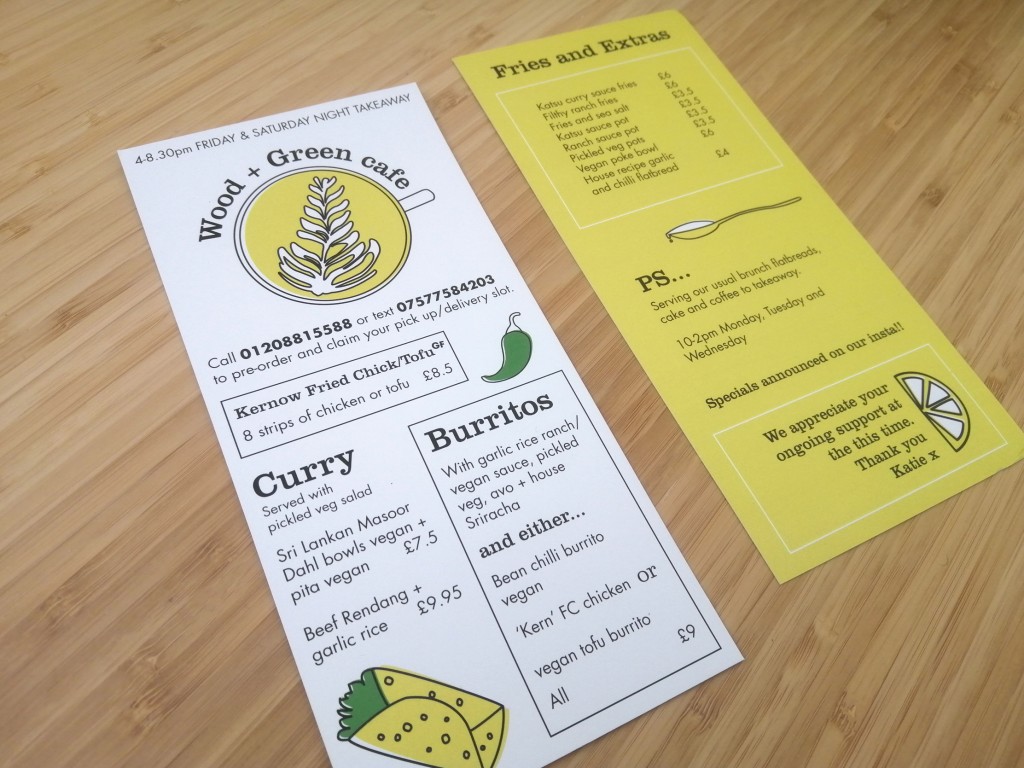 4-8.30pm FRIDAY & SATURDAY NIGHT TAKEAWAY
Wood + Green cafe
Call 01208815588 or text 07577584203
to pre-order and claim your pick up/delivery slot.
Kernow Fried Chick/Tofu GF
8 strips of chicken or tofu £8.5
Curry
Served with
pickled veg salad
Sri Lankan Masoor
Dahl bowls vegan +
pita vegan £7.5
Beef Rendang +
garlic rice £9.95
Burritos
With garlic rice ranch/
vegan sauce, pickled
veg, avo + house
Sriracha
and either...
Bean chilli burrito
vegan
'Kern' FC chicken or
vegan tofu burrito
All £9
Fries and Extras
Katsu curry sauce fries £6
Filthy ranch fries £6
Fries and sea salt £3.5
Katsu sauce pot £3.5
Ranch sauce pot £3.5
Pickled veg pots £3.5
Vegan poke bowl £6
House recipe garlic
and chilli flatbread £4
PS...
Serving our usual brunch flatbreads,
cake and coffee to takeaway.
10-2pm Monday, Tuesday and
Wednesday
Specials announced on our insta!!
We appreciate your
ongoing support at
the this time.
Thank you
Katie x